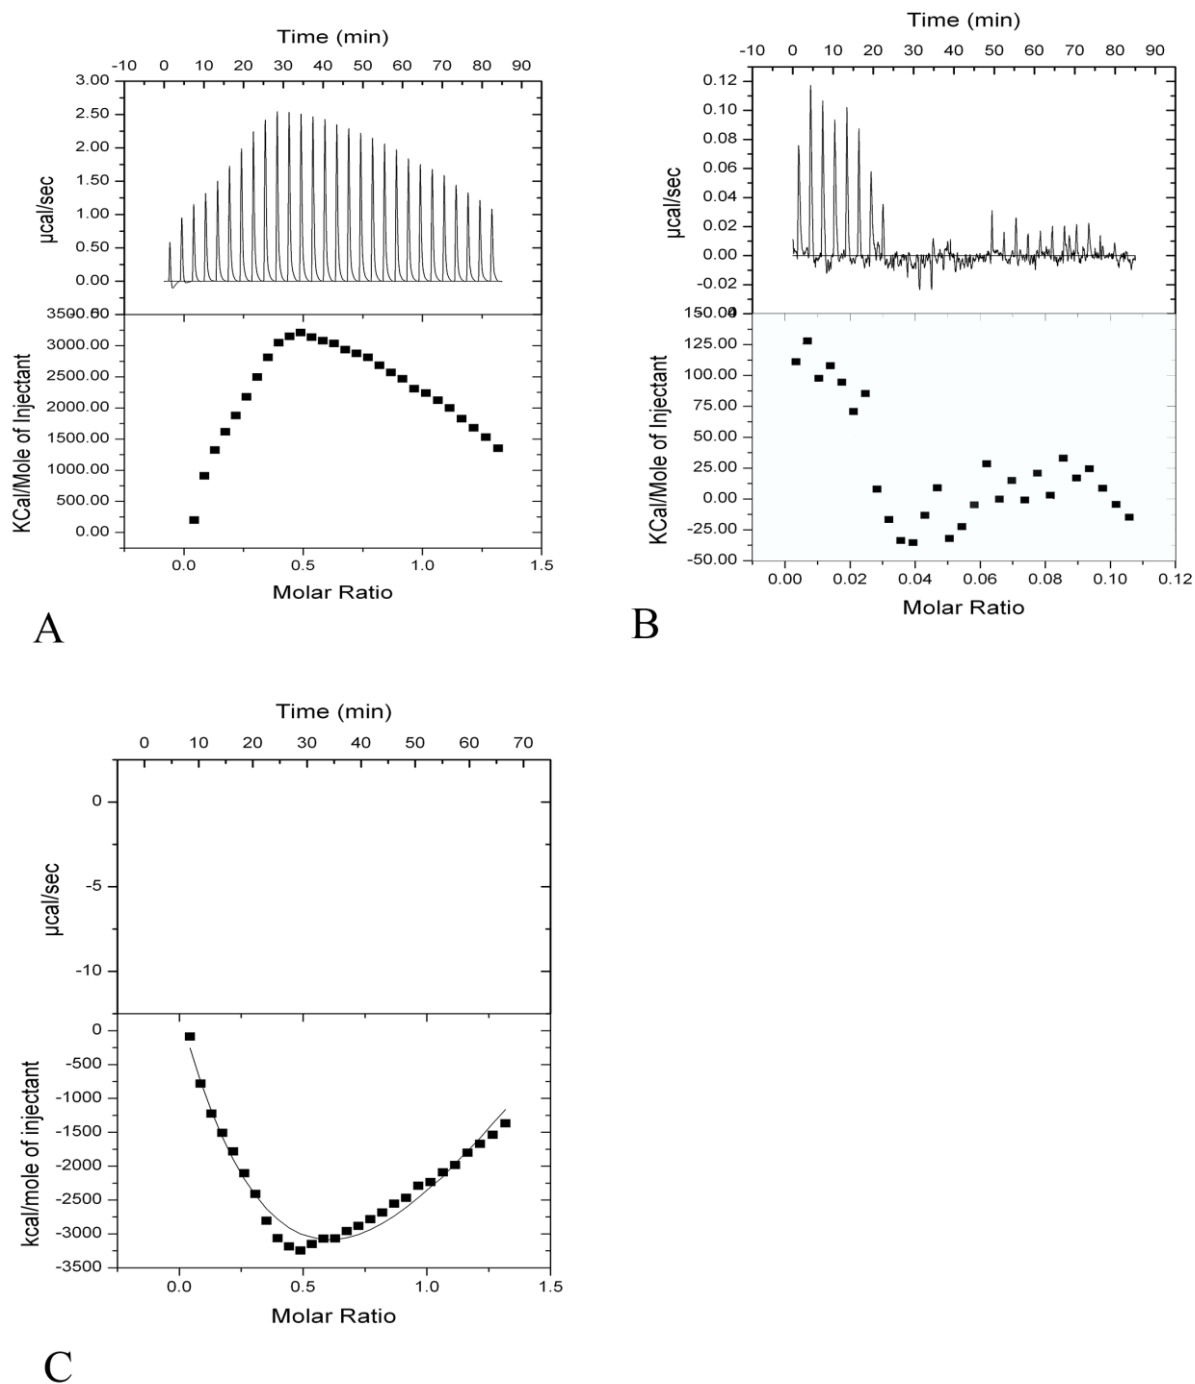 A
Time (min)
-10 0 10 20 30 40 50 60 70 80 90
3.00
2.50
2.00
1.50
1.00
0.50
0.00
µcal/sec
3500.00
3000.00
2500.00
2000.00
1500.00
1000.00
500.00
0.00
KCal/Mole of Injectant
0.0 0.5 1.0 1.5
Molar Ratio
B
Time (min)
-10 0 10 20 30 40 50 60 70 80 90
0.12
0.10
0.08
0.06
0.04
0.02
0.00
-0.02
µcal/sec
150.00
125.00
100.00
75.00
50.00
25.00
0.00
-25.00
-50.00
KCal/Mole of Injectant
0.00 0.02 0.04 0.06 0.08 0.10 0.12
Molar Ratio
Time (min)
0 10 20 30 40 50 60 70
0
-5
-10
µcal/sec
0
-500
-1000
-1500
-2000
-2500
-3000
-3500
kcal/mole of injectant
0.0 0.5 1.0 1.5
Molar Ratio
C